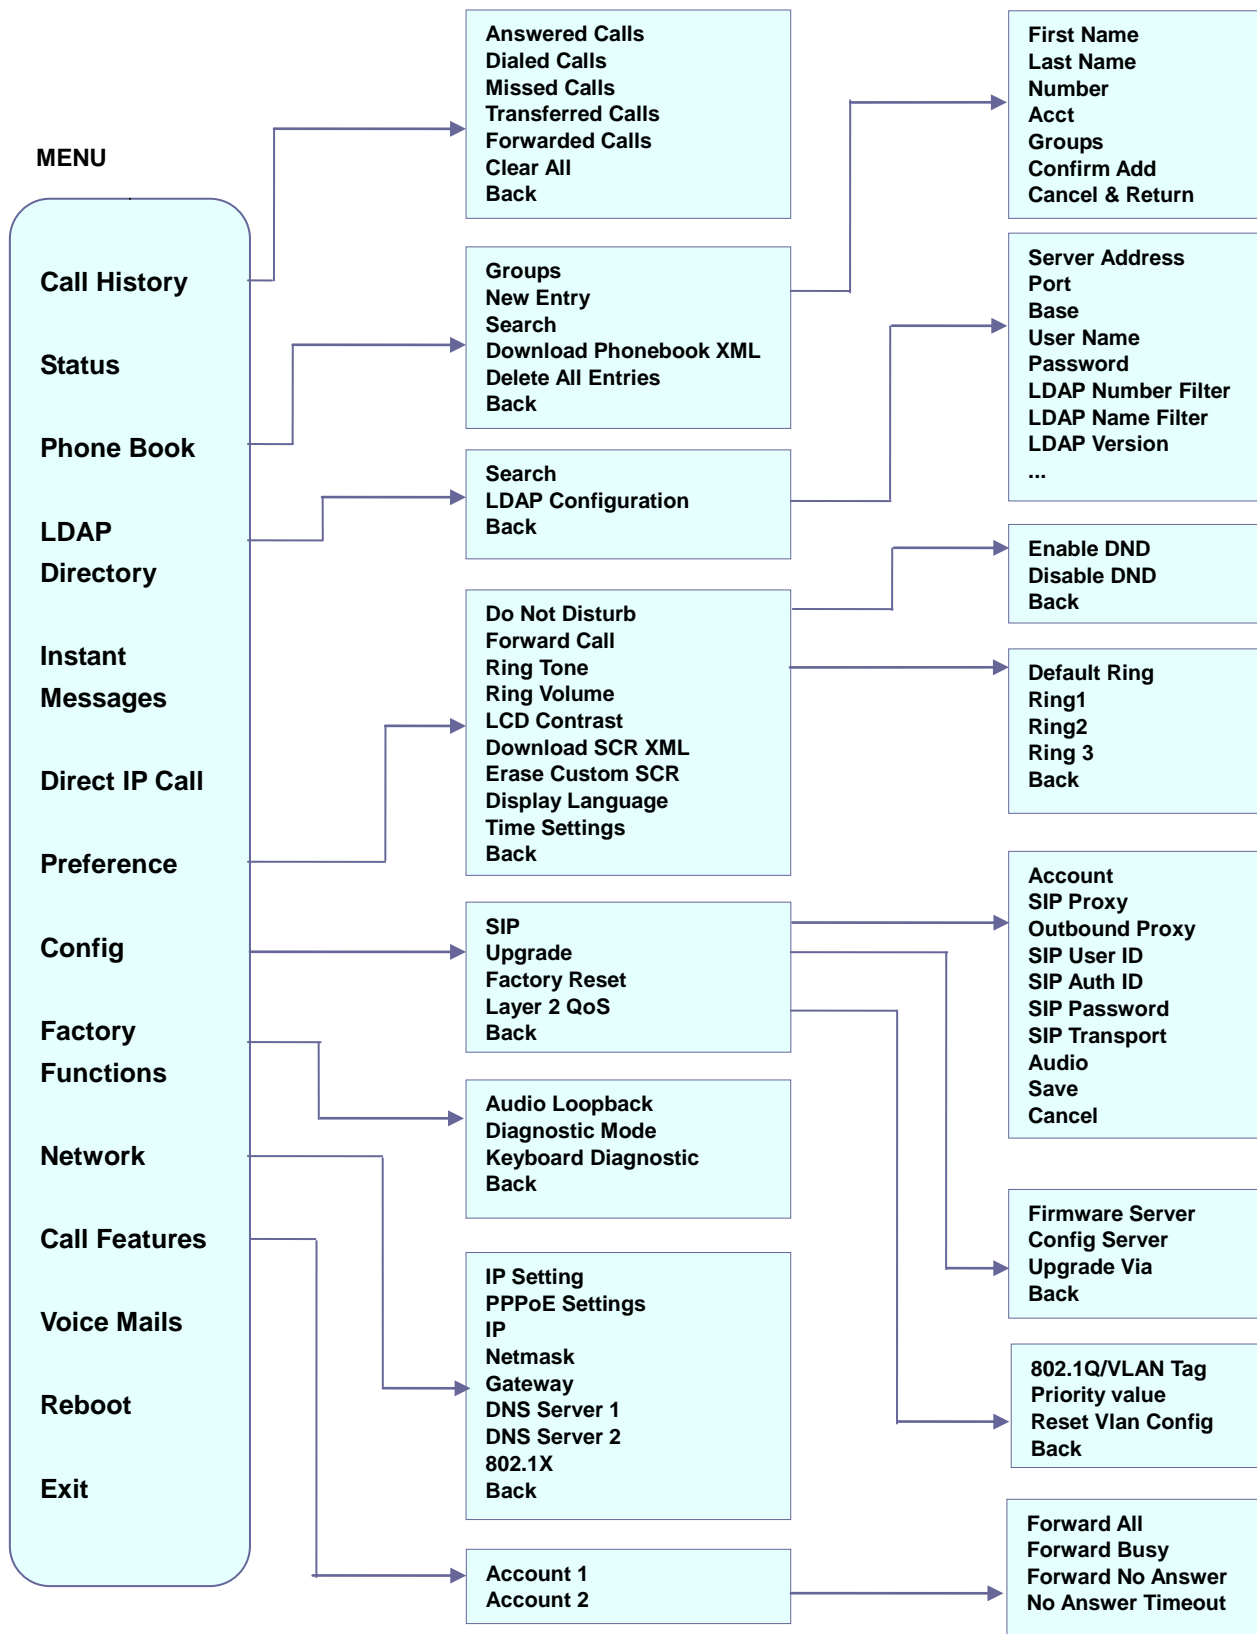 MENU
Call History
Status
Phone Book
LDAP
Directory
Instant
Messages
Direct IP Call
Preference
Config
Factory
Functions
Network
Call Features
Voice Mails
Reboot
Exit
Answered Calls
Dialed Calls
Missed Calls
Transferred Calls
Forwarded Calls
Clear All
Back
Groups
New Entry
Search
Download Phonebook XML
Delete All Entries
Back
Search
LDAP Configuration
Back
Do Not Disturb
Forward Call
Ring Tone
Ring Volume
LCD Contrast
Download SCR XML
Erase Custom SCR
Display Language
Time Settings
Back
SIP
Upgrade
Factory Reset
Layer 2 QoS
Back
Audio Loopback
Diagnostic Mode
Keyboard Diagnostic
Back
IP Setting
PPPoE Settings
IP
Netmask
Gateway
DNS Server 1
DNS Server 2
802.1X
Back
Account 1
Account 2
First Name
Last Name
Number
Acct
Groups
Confirm Add
Cancel & Return
Server Address
Port
Base
User Name
Password
LDAP Number Filter
LDAP Name Filter
LDAP Version
...
Enable DND
Disable DND
Back
Default Ring
Ring1
Ring2
Ring 3
Back
Account
SIP Proxy
Outbound Proxy
SIP User ID
SIP Auth ID
SIP Password
SIP Transport
Audio
Save
Cancel
Firmware Server
Config Server
Upgrade Via
Back
802.1Q/VLAN Tag
Priority value
Reset Vlan Config
Back
Forward All
Forward Busy
Forward No Answer
No Answer Timeout